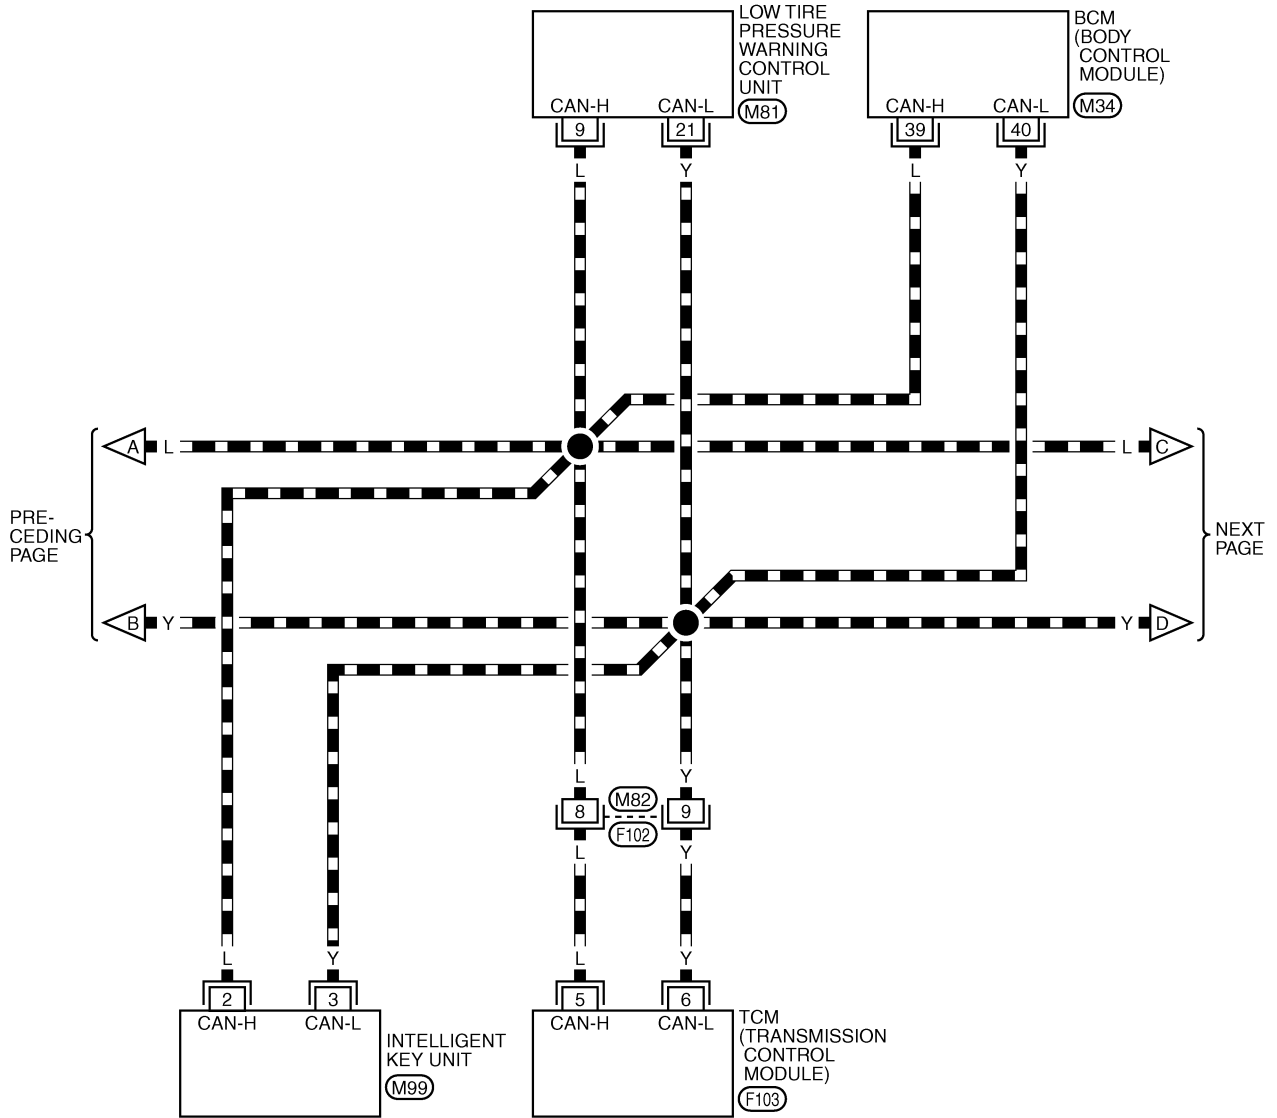 LOW TIRE
PRESSURE
WARNING
CONTROL
UNIT
M81
BCM
(BODY
CONTROL
MODULE)
M34
CAN-H CAN-L
CAN-H CAN-L
9 21
39 40
L Y
L Y
A L
L C
PRE-
CEDING
PAGE
NEXT
PAGE
B Y
Y D
L Y
8 M82 9
F102
L Y
L Y
L Y
2 3
5 6
CAN-H CAN-L
CAN-H CAN-L
INTELLIGENT
KEY UNIT
M99
TCM
(TRANSMISSION
CONTROL
MODULE)
F103